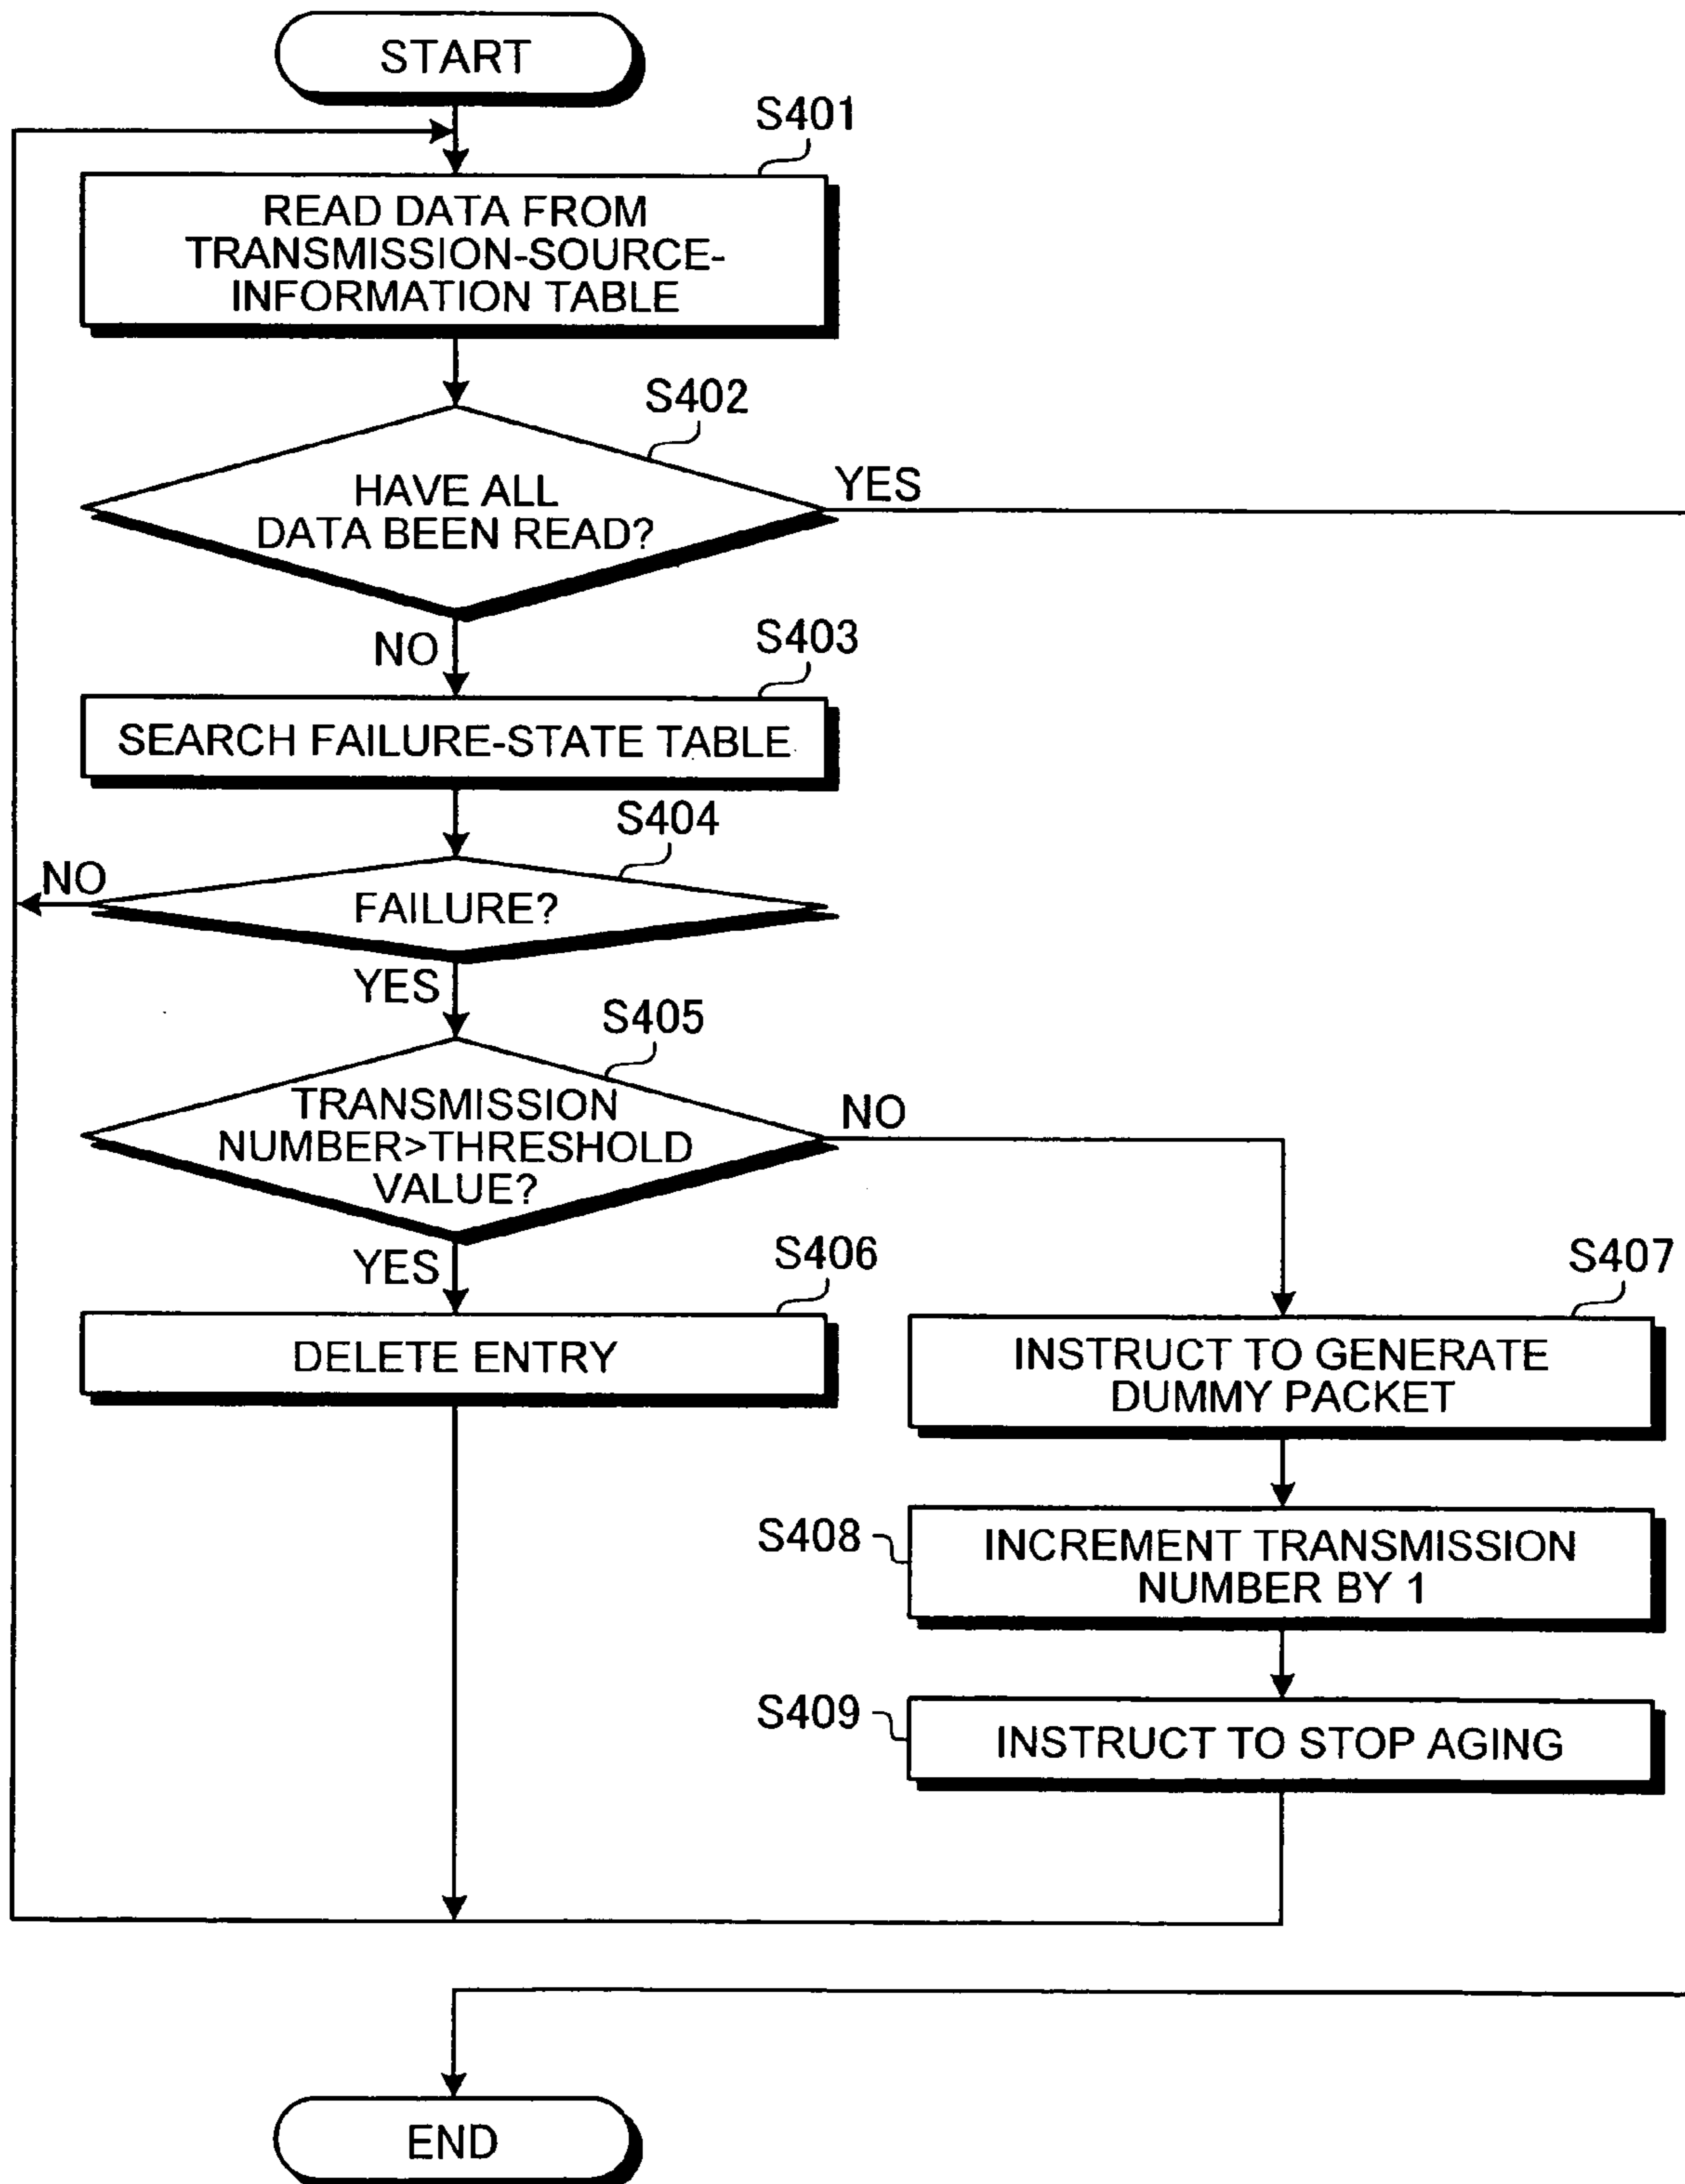 START
S401
READ DATA FROM
TRANSMISSION-SOURCE-
INFORMATION TABLE
S402
HAVE ALL
DATA BEEN READ?
YES
NO
S403
SEARCH FAILURE-STATE TABLE
S404
NO
FAILURE?
YES
S405
TRANSMISSION
NUMBER>THRESHOLD
VALUE?
NO
YES
S406
DELETE ENTRY
S407
INSTRUCT TO GENERATE
DUMMY PACKET
S408
INCREMENT TRANSMISSION
NUMBER BY 1
S409
INSTRUCT TO STOP AGING
END